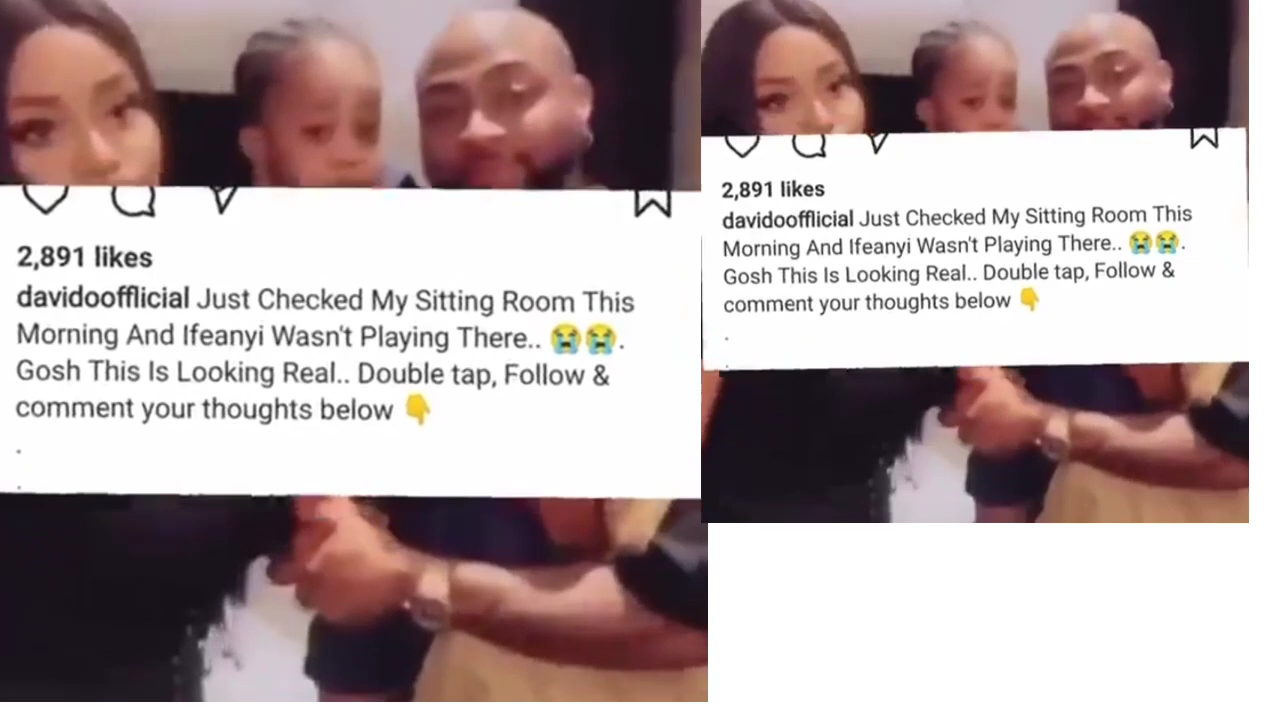 2,891 likes
davidoofflicial Just Checked My Sitting Room This
Morning And Ifeanyi Wasn't Playing There.. 😭😭.
Gosh This Is Looking Real.. Double tap, Follow &
comment your thoughts below 👇
.
.
2,891 likes
davidoofflicial Just Checked My Sitting Room This
Morning And Ifeanyi Wasn't Playing There.. 😭😭.
Gosh This Is Looking Real.. Double tap, Follow &
comment your thoughts below 👇
.